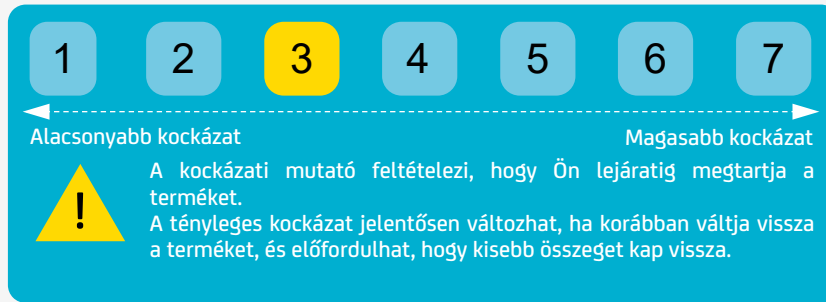 1 2 3 4 5 6 7
Alacsonyabb kockázat Magasabb kockázat
A kockázati mutató feltételezi, hogy Ön lejáratig megtartja a
terméket.
!
A tényleges kockázat jelentősen változhat, ha korábban váltja vissza
a terméket, és előfordulhat, hogy kisebb összeget kap vissza.